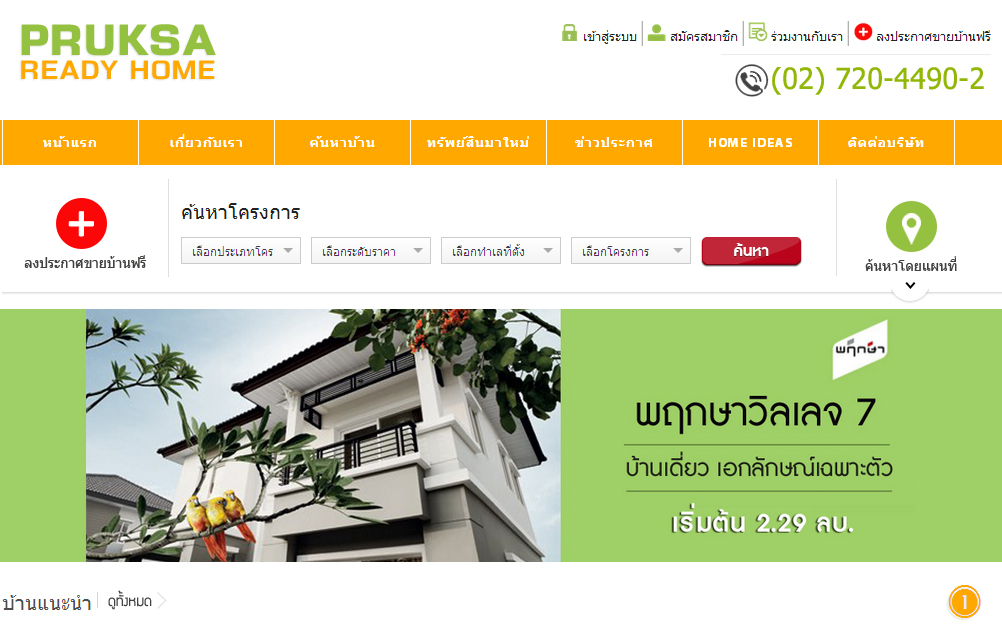 PRUKSA
READY HOME
เข้าสู่ระบบ
สมัครสมาชิก
ร่วมงานกับเรา
ลงประกาศขายบ้านฟรี
(02) 720-4490-2
หน้าแรก
เกี่ยวกับเรา
ค้นหาบ้าน
ทรัพย์สินมาใหม่
ข่าวประกาศ
HOME IDEAS
ติดต่อบริษัท
ลงประกาศขายบ้านฟรี
ค้นหาโครงการ
เลือกประเภทโคร
เลือกระดับราคา
เลือกทำเลที่ตั้ง
เลือกโครงการ
ค้นหา
ค้นหาโดยแผนที่
พฤกษา
พฤกษาวิลเลจ 7
บ้านเดี่ยว เอกลักษณ์เฉพาะตัว
เริ่มต้น 2.29 ลบ.
บ้านแนะนำ
ดูทั้งหมด
1